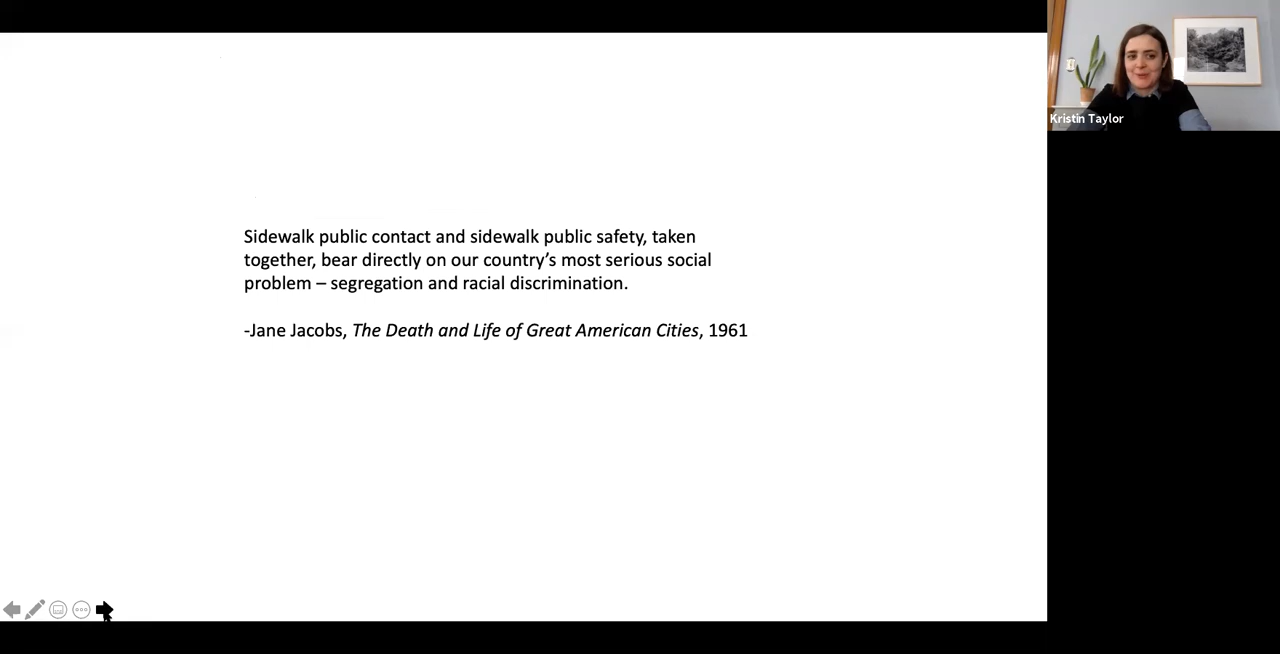 Sidewalk public contact and sidewalk public safety, taken
together, bear directly on our country’s most serious social
problem – segregation and racial discrimination.
-Jane Jacobs, The Death and Life of Great American Cities, 1961
Kristin Taylor